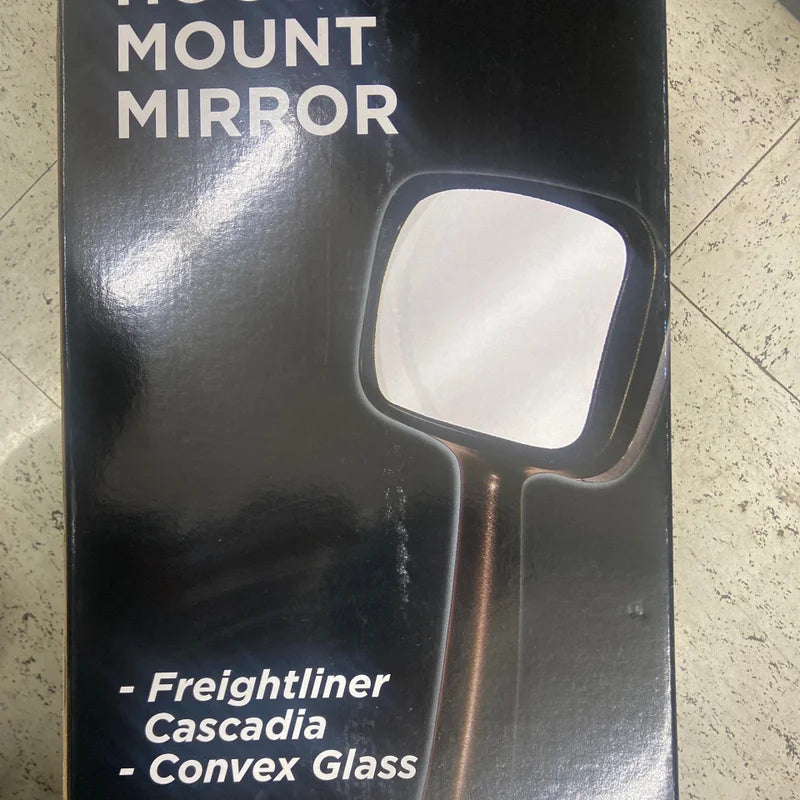 MOUNT
MIRROR
- Freightliner
Cascadia
- Convex Glass